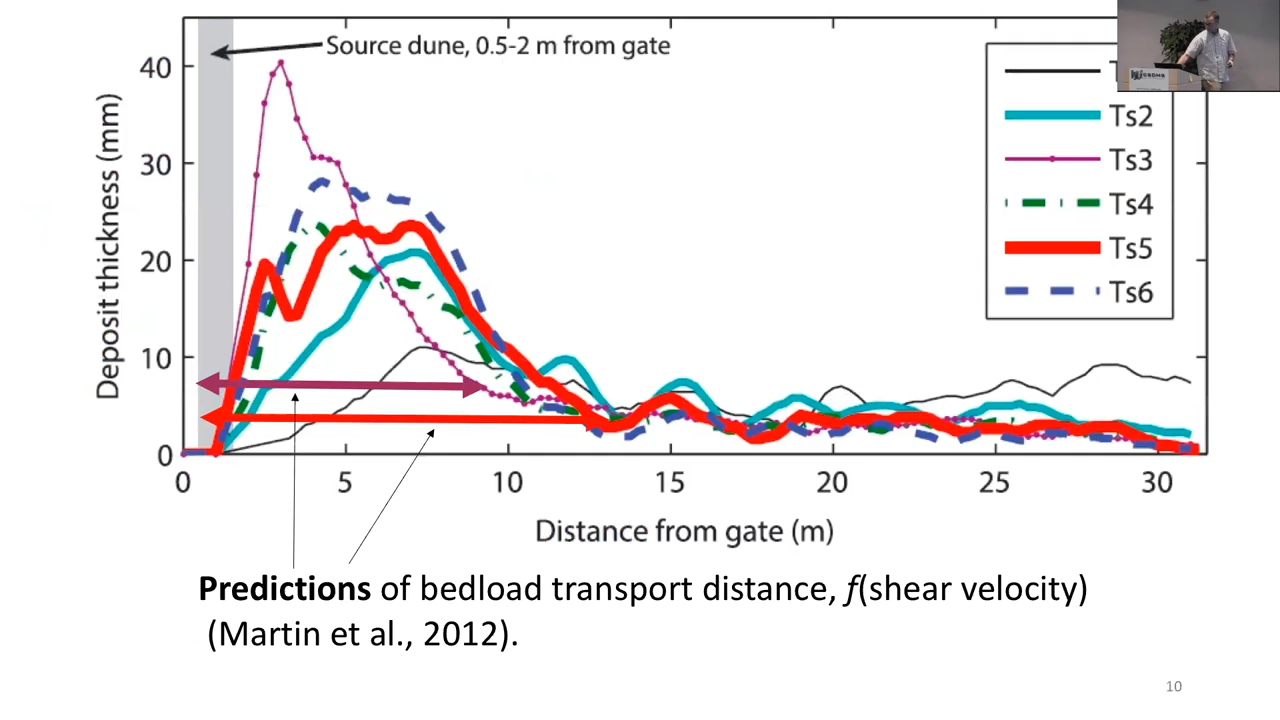 Source dune, 0.5-2 m from gate
40
30
20
10
0
Deposit thickness (mm)
Ts2
Ts3
Ts4
Ts5
Ts6
0 5 10 15 20 25 30
Distance from gate (m)
Predictions of bedload transport distance, f(shear velocity)
(Martin et al., 2012).
10